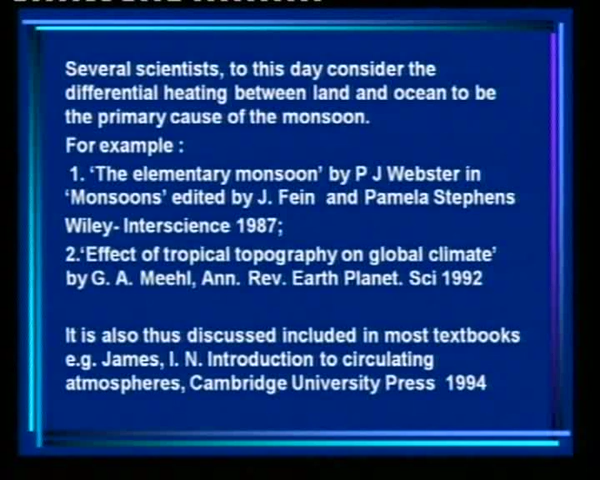 Several scientists, to this day consider the
differential heating between land and ocean to be
the primary cause of the monsoon.
For example :
1. ‘The elementary monsoon’ by P J Webster in
‘Monsoons’ edited by J. Fein and Pamela Stephens
Wiley- Interscience 1987;
2.‘Effect of tropical topography on global climate’
by G. A. Meehl, Ann. Rev. Earth Planet. Sci 1992
It is also thus discussed included in most textbooks
e.g. James, I. N. Introduction to circulating
atmospheres, Cambridge University Press 1994